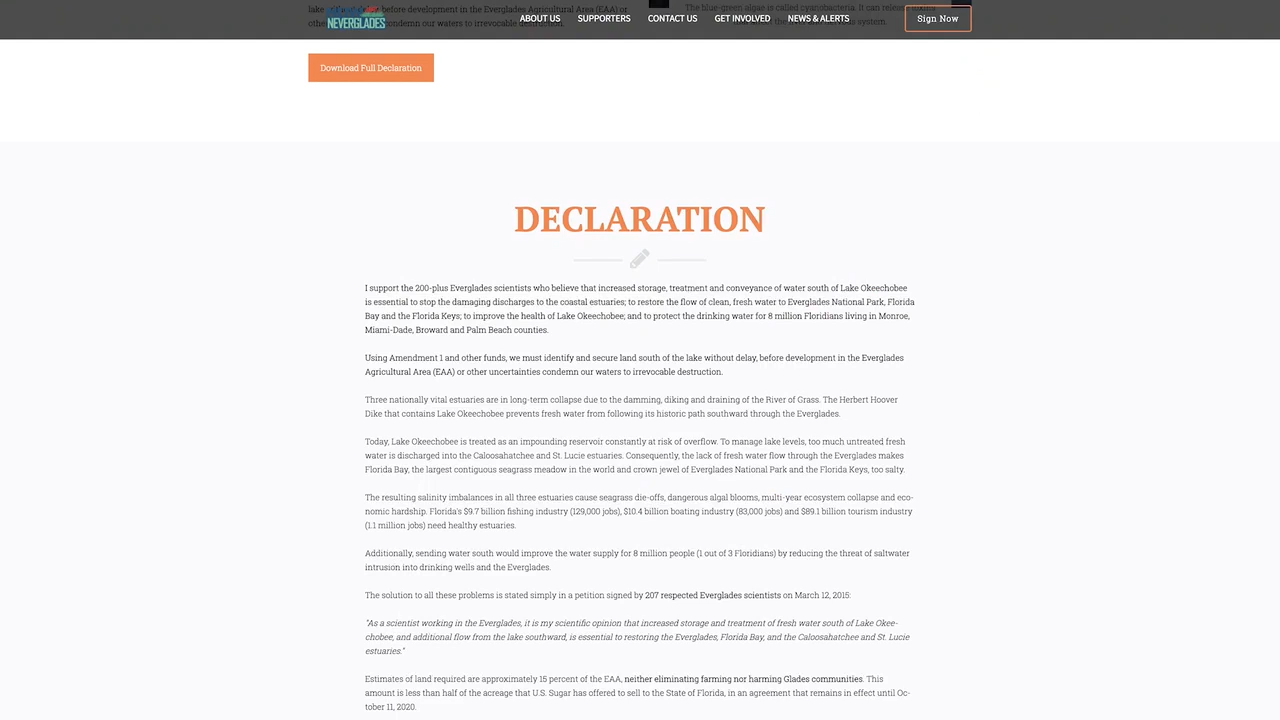 lake before development in the Everglades Agricultural Area (EAA) or
condemn our waters to irrevocable destruction.
The blue-green algae is called cyanobacteria. It can release toxins
system.
NEVERGLADES
ABOUT US
SUPPORTERS
CONTACT US
GET INVOLVED
NEWS & ALERTS
Sign Now
Download Full Declaration
DECLARATION
I support the 200-plus Everglades scientists who believe that increased storage, treatment and conveyance of water south of Lake Okeechobee
is essential to stop the damaging discharges to the coastal estuaries; to restore the flow of clean, fresh water to Everglades National Park, Florida
Bay and the Florida Keys; to improve the health of Lake Okeechobee; and to protect the drinking water for 8 million Floridians living in Monroe,
Miami-Dade, Broward and Palm Beach counties.
Using Amendment 1 and other funds, we must identify and secure land south of the lake without delay, before development in the Everglades
Agricultural Area (EAA) or other uncertainties condemn our waters to irrevocable destruction.
Three nationally vital estuaries are in long-term collapse due to the damming, diking and draining of the River of Grass. The Herbert Hoover
Dike that contains Lake Okeechobee prevents fresh water from following its historic path southward through the Everglades.
Today, Lake Okeechobee is treated as an impounding reservoir constantly at risk of overflow. To manage lake levels, too much untreated fresh
water is discharged into the Caloosahatchee and St. Lucie estuaries. Consequently, the lack of fresh water flow through the Everglades makes
Florida Bay, the largest contiguous seagrass meadow in the world and crown jewel of Everglades National Park and the Florida Keys, too salty.
The resulting salinity imbalances in all three estuaries cause seagrass die-offs, dangerous algal blooms, multi-year ecosystem collapse and eco-
nomic hardship. Florida's $9.7 billion fishing industry (129,000 jobs), $10.4 billion boating industry (83,000 jobs) and $89.1 billion tourism industry
(1.1 million jobs) need healthy estuaries.
Additionally, sending water south would improve the water supply for 8 million people (1 out of 3 Floridians) by reducing the threat of saltwater
intrusion into drinking wells and the Everglades.
The solution to all these problems is stated simply in a petition signed by 207 respected Everglades scientists on March 12, 2015:
"As a scientist working in the Everglades, it is my scientific opinion that increased storage and treatment of fresh water south of Lake Okee-
chobee, and additional flow from the lake southward, is essential to restoring the Everglades, Florida Bay, and the Caloosahatchee and St. Lucie
estuaries."
Estimates of land required are approximately 15 percent of the EAA, neither eliminating farming nor harming Glades communities. This
amount is less than half of the acreage that U.S. Sugar has offered to sell to the State of Florida, in an agreement that remains in effect until Oc-
tober 11, 2020.